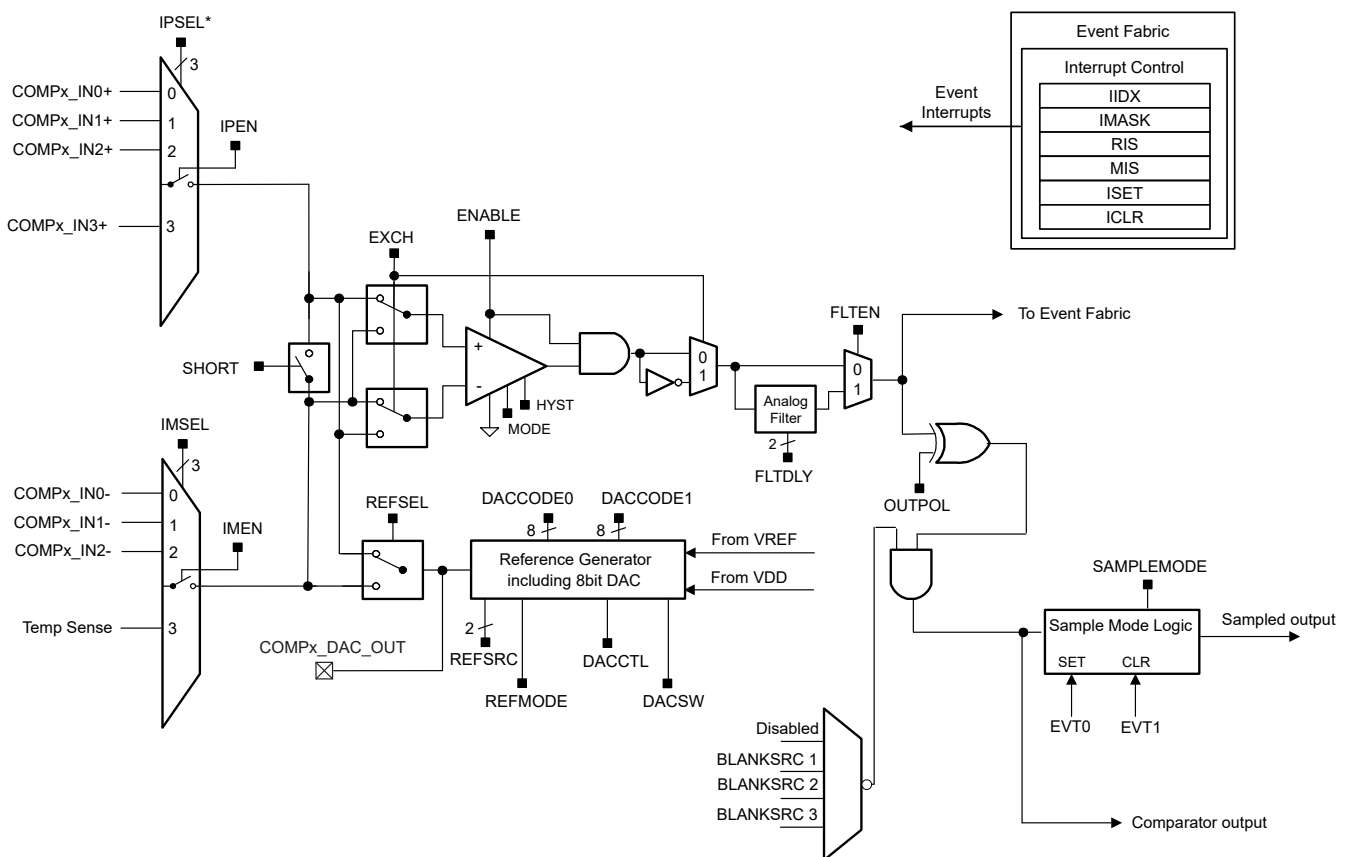 IPSEL*
3
COMPx_IN0+
0
COMPx_IN1+
1
COMPx_IN2+
2
IPEN
COMPx_IN3+
3
Event Fabric
Interrupt Control
IIDX
IMASK
RIS
MIS
ISET
ICLR
Event
Interrupts
ENABLE
EXCH
SHORT
+
-
HYST
MODE
0
1
FLTEN
0
1
To Event Fabric
Analog
Filter
2
FLTDLY
OUTPOL
IMSEL
3
COMPx_IN0-
0
COMPx_IN1-
1
COMPx_IN2-
2
IMEN
Temp Sense
3
REFSEL
DACCODE0
DACCODE1
8
8
Reference Generator
including 8bit DAC
From VREF
From VDD
COMPx_DAC_OUT
2
REFSRC
REFMODE
DACCTL
DACSW
SAMPLEMODE
Sample Mode Logic
SET
CLR
Sampled output
EVT0
EVT1
Disabled
BLANKSRC 1
BLANKSRC 2
BLANKSRC 3
Comparator output